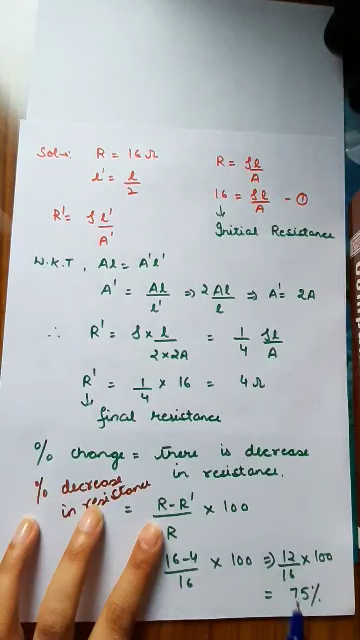 Sol→: R = 16 Ω
R = ρl/A
l' = l/2
16 = ρl/A - ①
R' = ρ l'/A'
↓
Initial Resistance
W.K.T, Al = A'l'
A' = Al/l' => 2Al/l => A' = 2A
∴ R' = ρ × l/2×2A = 1/4 ρl/A
R' = 1/4 × 16 = 4 Ω
↓
final resistance
% change = there is decrease
in resistance.
% decrease
in resistance = R-R'/R × 100
16-4/16 × 100 => 12/16 × 100
= 75%